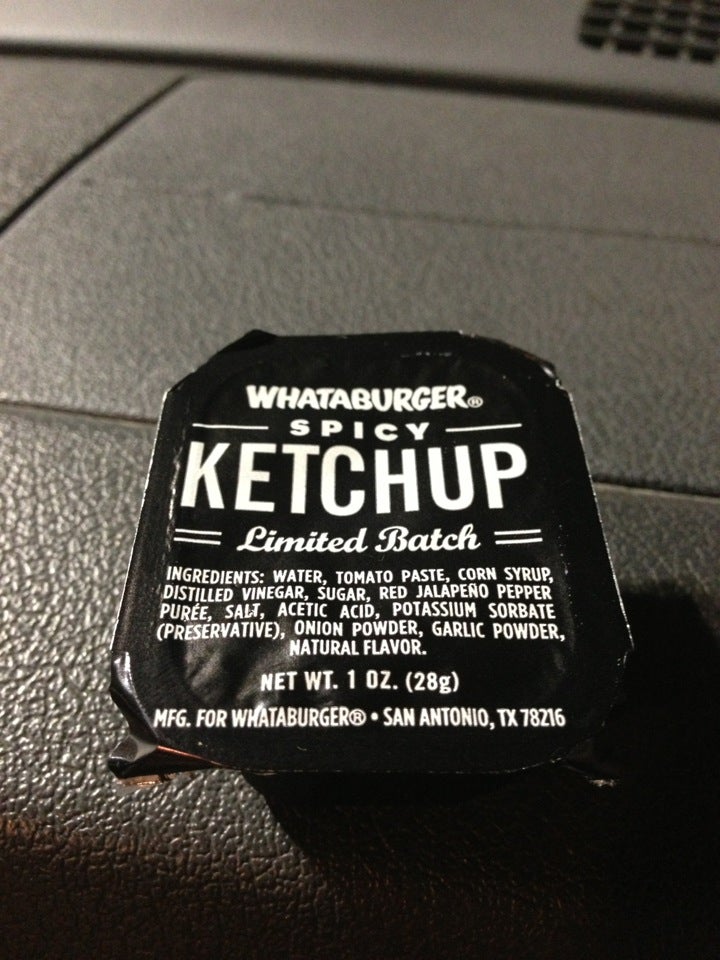 WHATABURGER®
SPICY
KETCHUP
Limited Batch
INGREDIENTS: WATER, TOMATO PASTE, CORN SYRUP,
DISTILLED VINEGAR, SUGAR, RED JALAPEÑO PEPPER
PURÉE, SALT, ACETIC ACID, POTASSIUM SORBATE
(PRESERVATIVE), ONION POWDER, GARLIC POWDER,
NATURAL FLAVOR.
NET WT. 1 OZ. (28g)
MFG. FOR WHATABURGER® • SAN ANTONIO, TX 78216